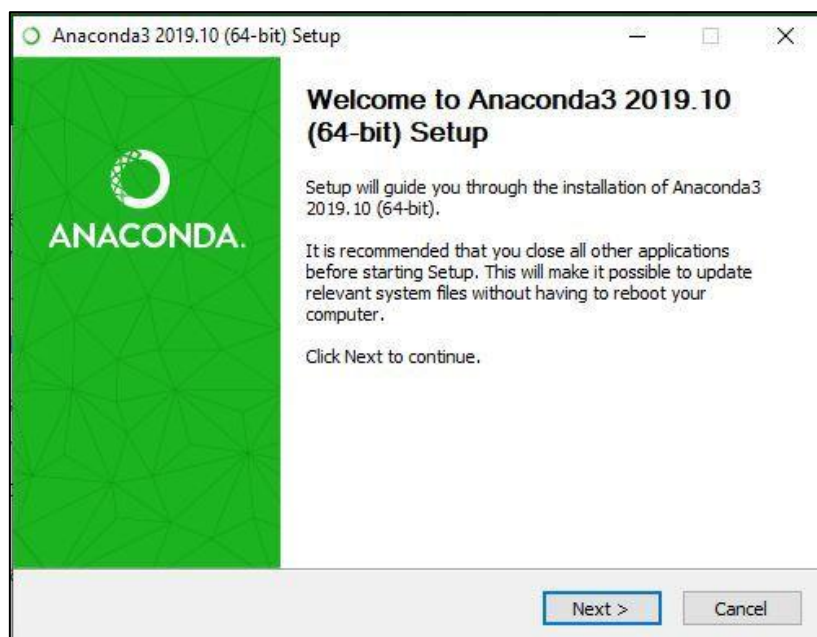 Anaconda3 2019.10 (64-bit) Setup
ANACONDA.
Welcome to Anaconda3 2019.10
(64-bit) Setup
Setup will guide you through the installation of Anaconda3
2019.10 (64-bit).
It is recommended that you close all other applications
before starting Setup. This will make it possible to update
relevant system files without having to reboot your
computer.
Click Next to continue.
Next >
Cancel